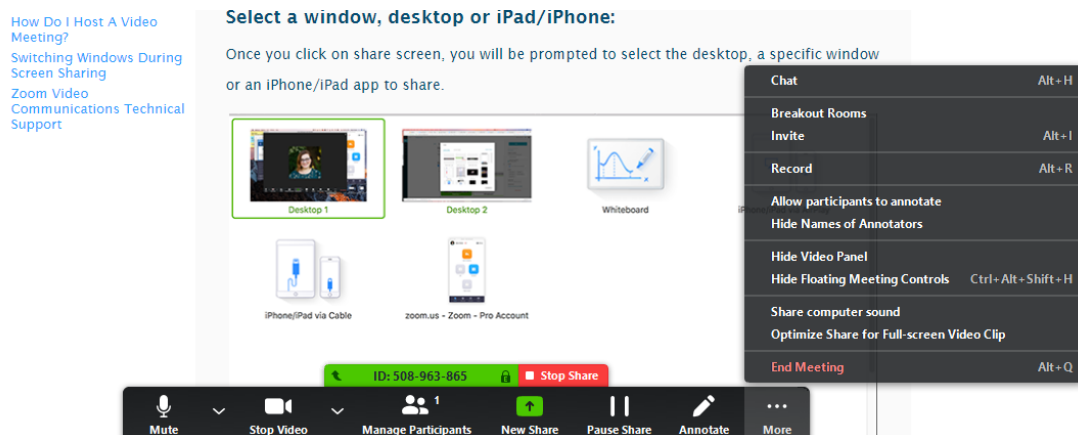 How Do I Host A Video
Meeting?
Switching Windows During
Screen Sharing
Zoom Video
Communications Technical
Support
Select a window, desktop or iPad/iPhone:
Once you click on share screen, you will be prompted to select the desktop, a specific window
or an iPhone/iPad app to share.
Desktop 1
Desktop 2
Whiteboard
iPhone/iPad via Cable
zoom.us - Zoom - Pro Account
Chat Alt+H
Breakout Rooms
Invite Alt+I
Record Alt+R
Allow participants to annotate
Hide Names of Annotators
Hide Video Panel
Hide Floating Meeting Controls Ctrl+Alt+Shift+H
Share computer sound
Optimize Share for Full-screen Video Clip
End Meeting Alt+Q
ID: 508-963-865 Stop Share
1
Mute Stop Video Manage Participants New Share Pause Share Annotate More